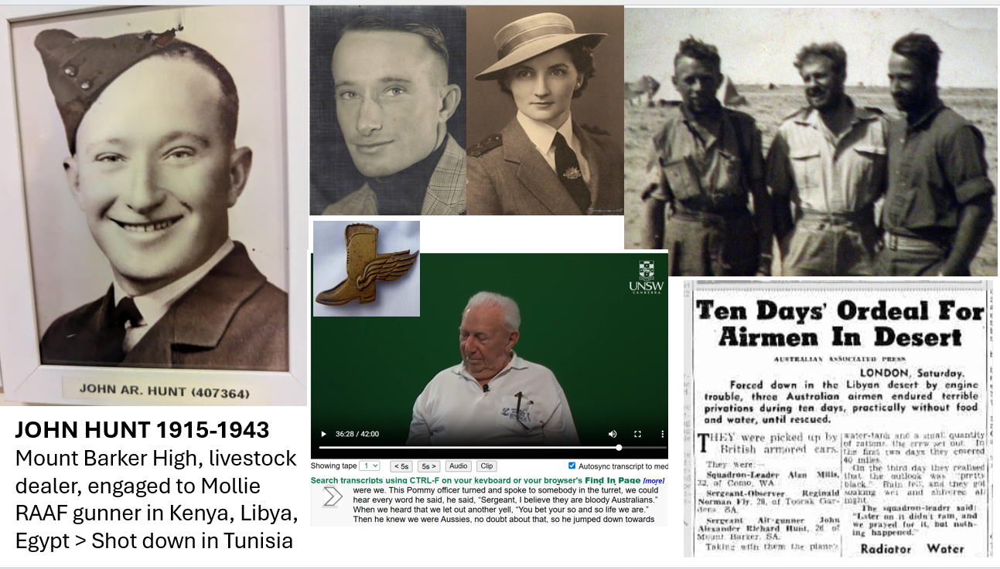 JOHN AR. HUNT (407364)
JOHN HUNT 1915-1943
Mount Barker High, livestock
dealer, engaged to Mollie
RAAF gunner in Kenya, Libya,
Egypt > Shot down in Tunisia
UNSW
CANBERRA
36:28 / 42:00
Showing tape 1 < 5s 5s > Audio Clip Autosync transcript to med
Search transcripts using CTRL-F on your keyboard or your browser's Find In Page [more]
were we. This Pommy officer turned and spoke to somebody in the turret, we could
hear every word he said, he said, “Sergeant, I believe they are bloody Australians.”
When we heard that we let out another yell, “You bet your so and so life we are.”
Then he knew we were Aussies, no doubt about that, so he jumped down towards
Ten Days' Ordeal For
Airmen In Desert
AUSTRALIAN ASSOCIATED PRESS
LONDON, Saturday.
Forced down in the Libyan desert by engine
trouble, three Australian airmen endured terrible
privations during ten days, practically without food
and water, until rescued.
THEY were picked up by
British armored cars.
They were:—
Squadron-Leader Alan Mills,
32, of Como, WA.
Sergeant-Observer Reginald
Norman Fly, 28, of Toorak Gar-
dens, SA.
Sergeant Air-gunner John
Alexander Richard Hunt, 26 of
Mount Barker, SA.
Taking with them the plane's
water-tank and a small quantity
of rations, the crew set out. In
the first two days they covered
40 miles.
On the third day they realised
that the outlook was "pretty
black." Rain fell, and they got
soaking wet and shivered all
night.
The squadron-leader said:
"Later on it didn't rain, and
we prayed for it, but noth-
ing happened."
Radiator Water